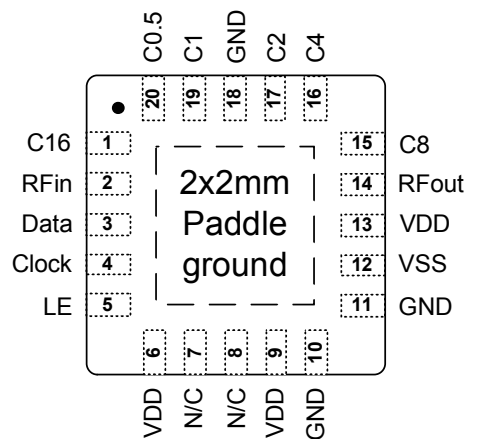 C0.5 C1 GND C2 C4
20 19 18 17 16
C16 1 15 C8
RFin 2 2x2mm 14 RFout
Data 3 Paddle 13 VDD
Clock 4 ground 12 VSS
LE 5 11 GND
6 7 8 9 10
VDD N/C N/C VDD GND